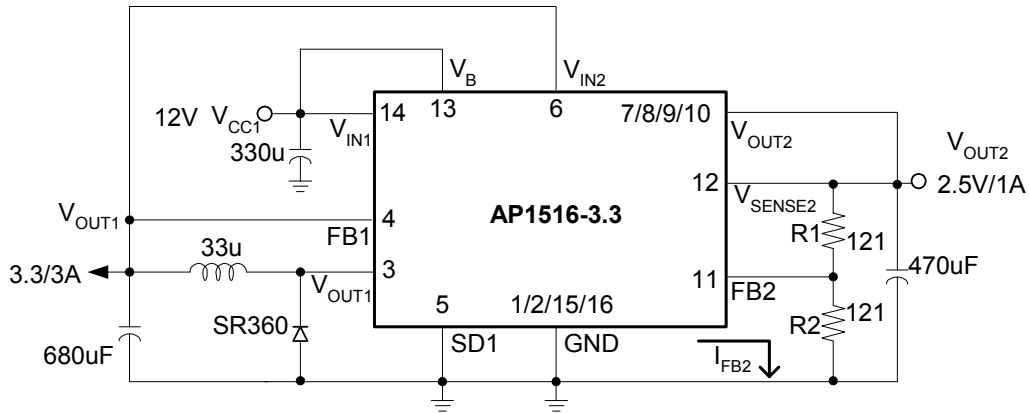 V_B
V_IN2
12V V_CC1
V_IN1
14
13
6
7/8/9/10
V_OUT2
330u
V_OUT2
2.5V/1A
12
V_SENSE2
V_OUT1
4
FB1
AP1516-3.3
R1
121
33u
3.3/3A
3
V_OUT1
11
FB2
470uF
5
1/2/15/16
R2
121
SR360
SD1
GND
680uF
I_FB2